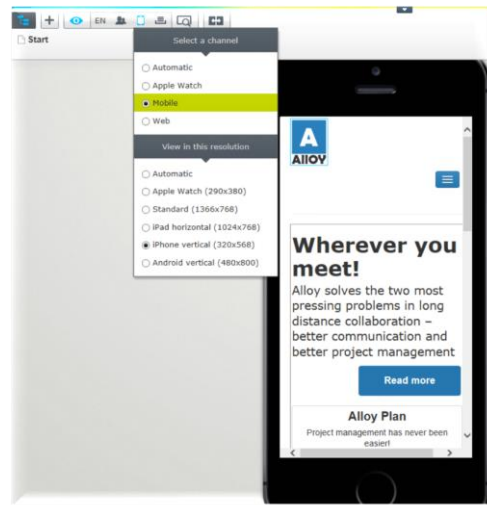 EN
Start
Select a channel
Automatic
Apple Watch
Mobile
Web
View in this resolution
Automatic
Apple Watch (290x380)
Standard (1366x768)
iPad horizontal (1024x768)
iPhone vertical (320x568)
Android vertical (480x800)
A
ALLOY
Wherever you
meet!
Alloy solves the two most
pressing problems in long
distance collaboration –
better communication and
better project management
Read more
Alloy Plan
Project management has never been
easier!